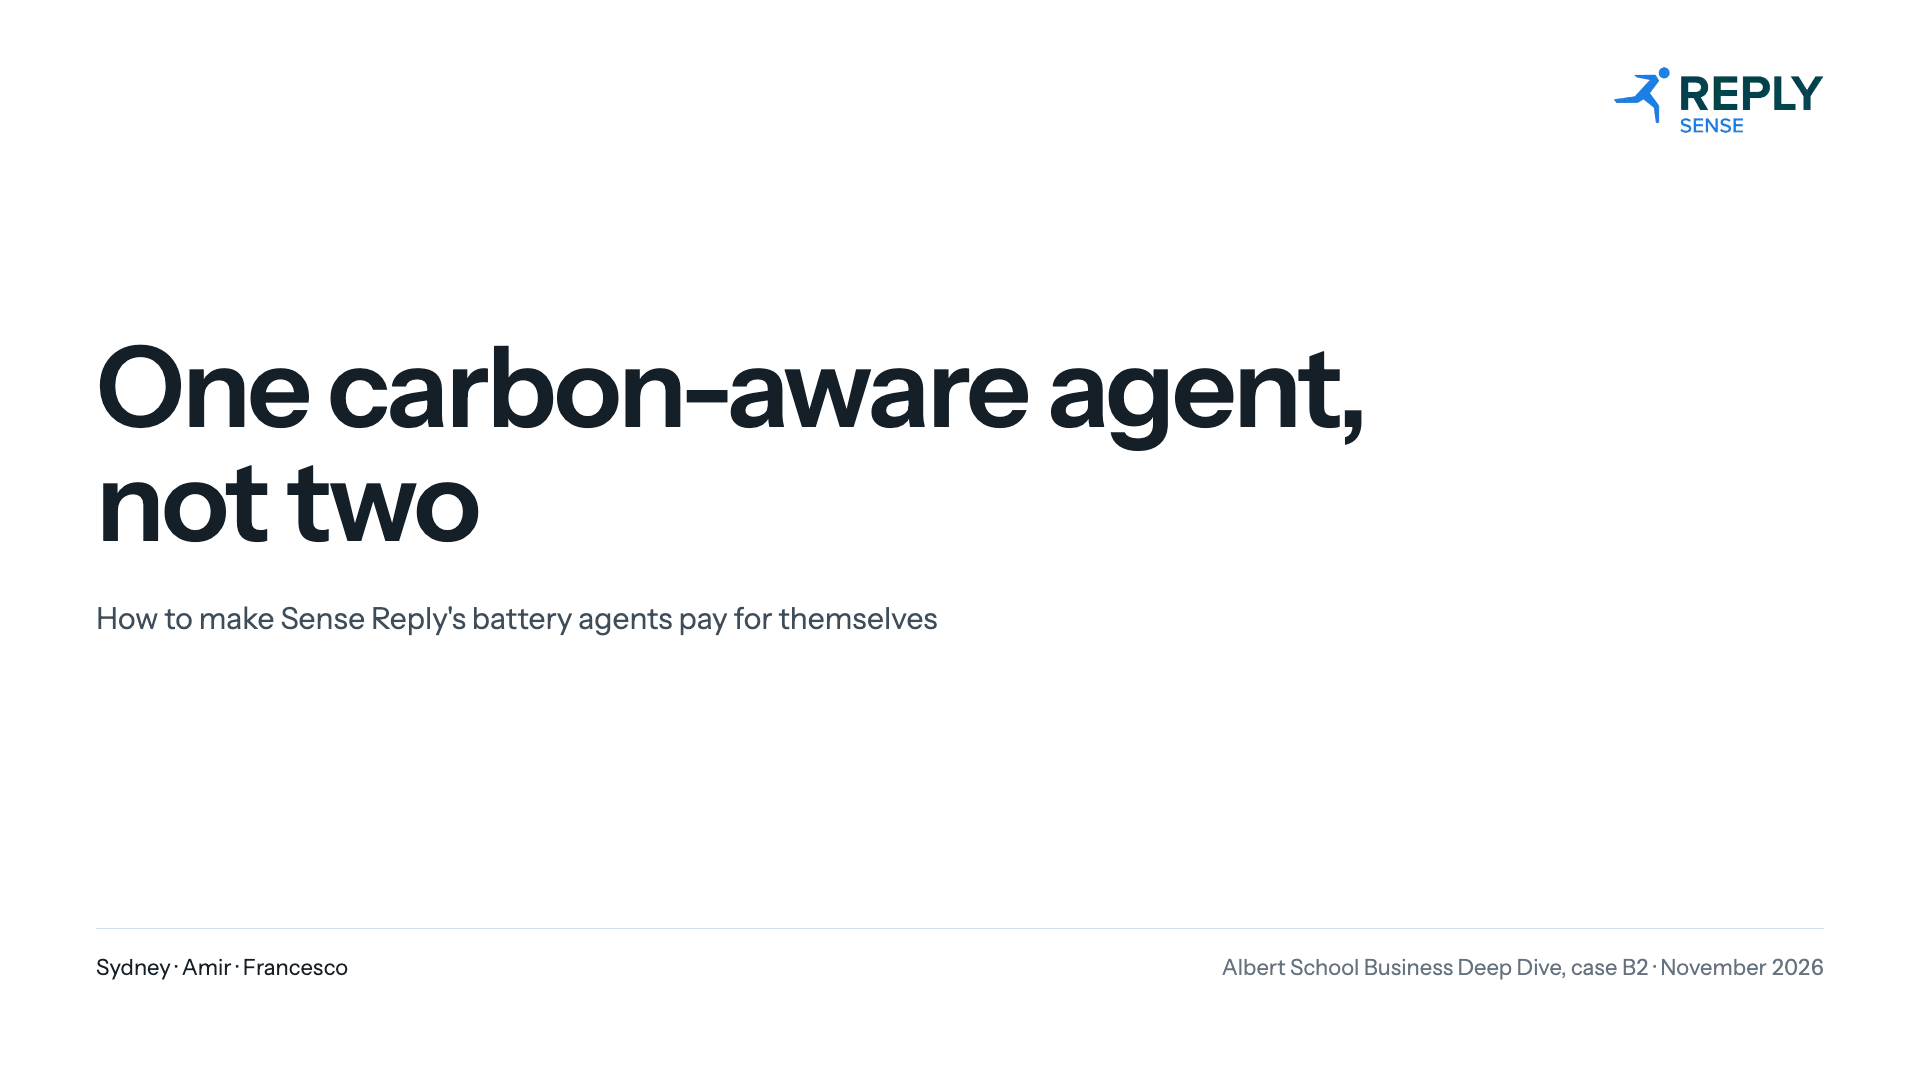 REPLY
SENSE
One carbon-aware agent,
not two
How to make Sense Reply's battery agents pay for themselves
Sydney · Amir · Francesco
Albert School Business Deep Dive, case B2 · November 2026